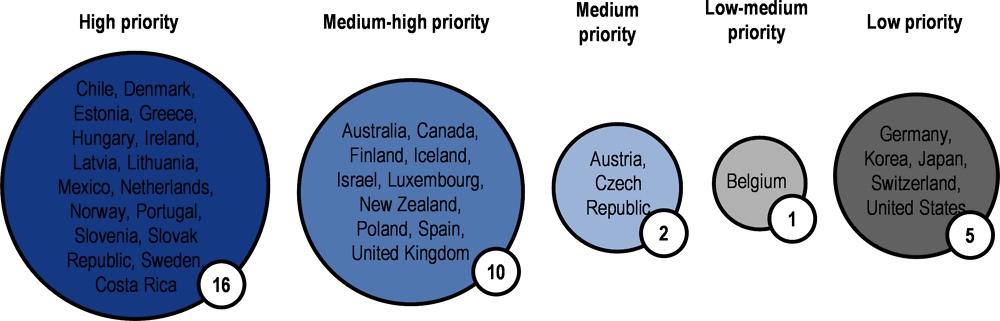 High priority
Chile, Denmark,
Estonia, Greece,
Hungary, Ireland,
Latvia, Lithuania,
Mexico, Netherlands,
Norway, Portugal,
Slovenia, Slovak
Republic, Sweden,
Costa Rica
16
Medium-high priority
Australia, Canada,
Finland, Iceland,
Israel, Luxembourg,
New Zealand,
Poland, Spain,
United Kingdom
10
Medium
priority
Austria,
Czech
Republic
2
Low-medium
priority
Belgium
1
Low priority
Germany,
Korea, Japan,
Switzerland,
United States
5